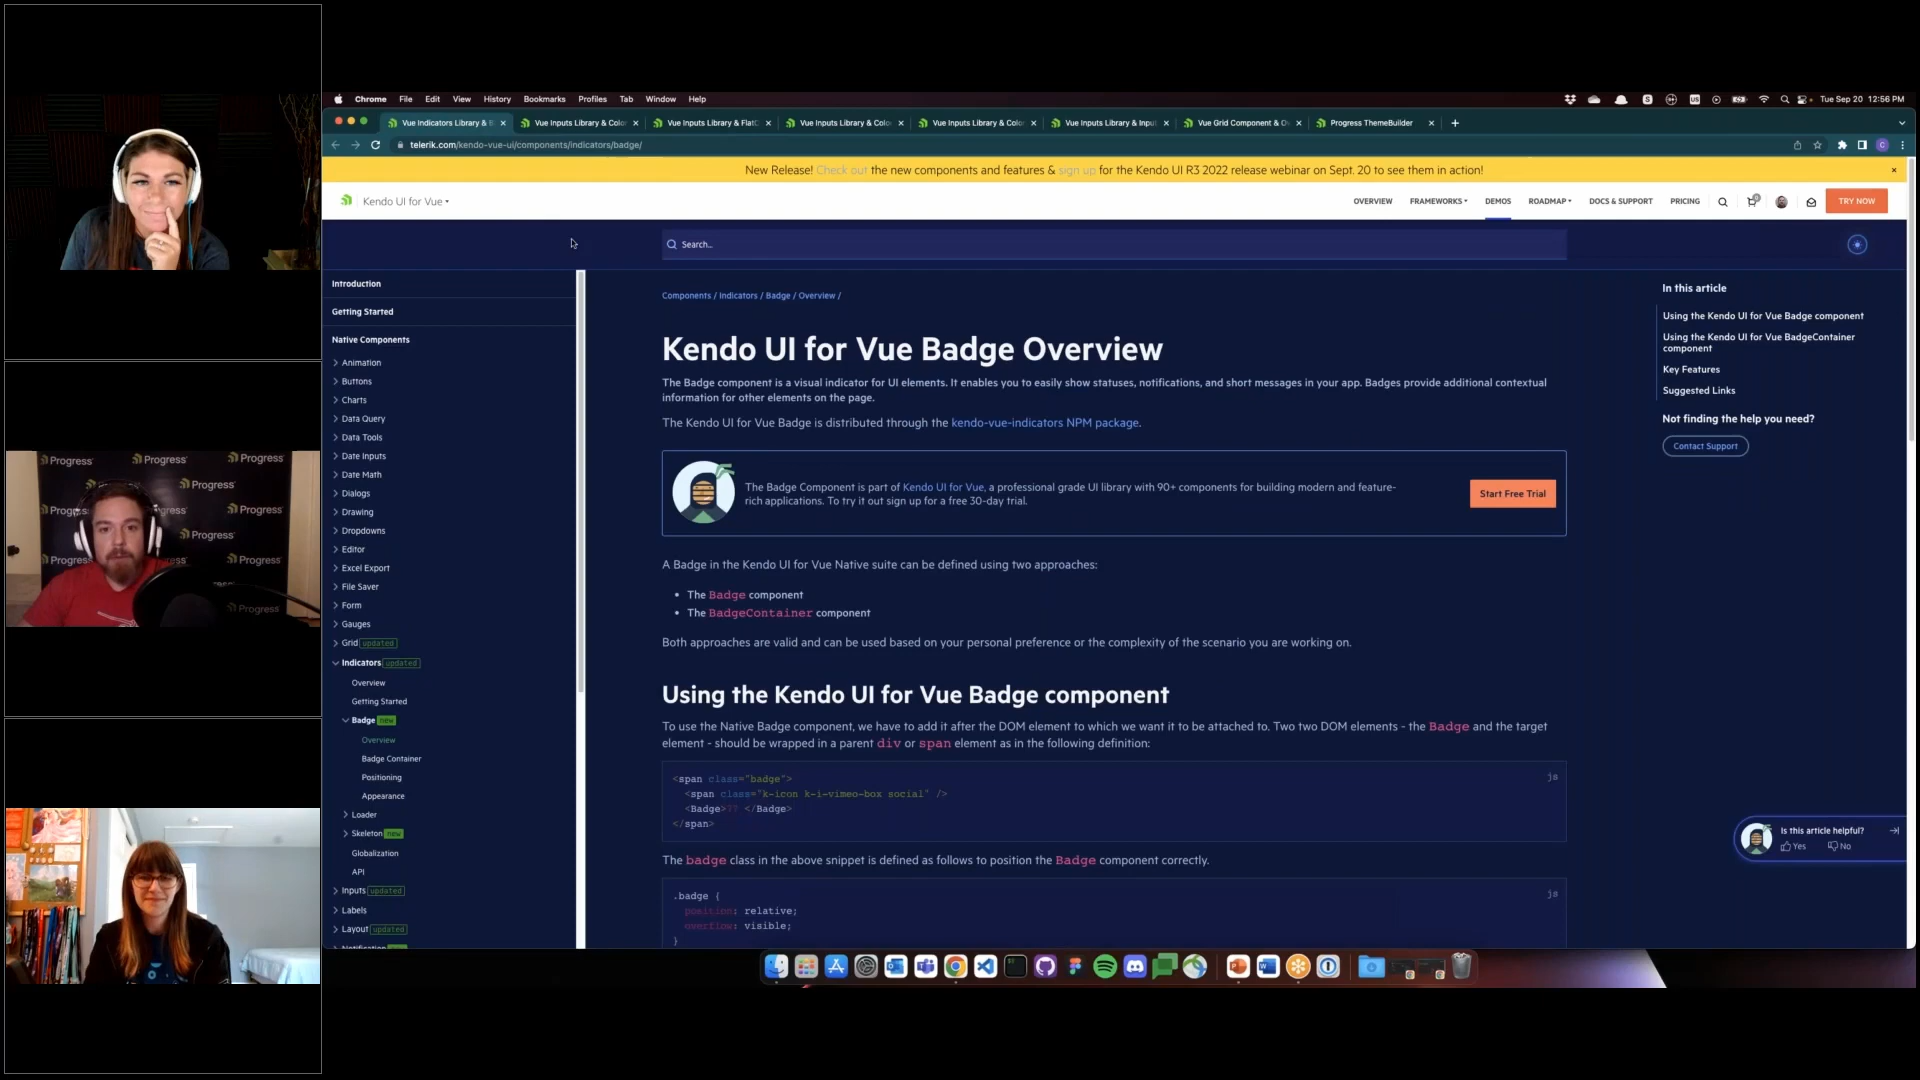 Chrome File Edit View History Bookmarks Profiles Tab Window Help
Tue Sep 20 12:56 PM
Vue Indicators Library & B
Vue Inputs Library & Color
Vue Inputs Library & FlatC
Vue Inputs Library & Color
Vue Inputs Library & Color
Vue Inputs Library & Input
Vue Grid Component & Ov
Progress ThemeBuilder
telerik.com/kendo-vue-ui/components/indicators/badge/
New Release! Check out the new components and features & sign up for the Kendo UI R3 2022 release webinar on Sept. 20 to see them in action!
Kendo UI for Vue
OVERVIEW FRAMEWORKS DEMOS ROADMAP DOCS & SUPPORT PRICING
TRY NOW
Search...
Introduction
Getting Started
Native Components
Animation
Buttons
Charts
Data Query
Data Tools
Date Inputs
Date Math
Dialogs
Drawing
Dropdowns
Editor
Excel Export
File Saver
Form
Gauges
Grid updated
Indicators updated
Overview
Getting Started
Badge new
Overview
Badge Container
Positioning
Appearance
Loader
Skeleton new
Globalization
API
Inputs updated
Labels
Layout updated
Components / Indicators / Badge / Overview /
Kendo UI for Vue Badge Overview
The Badge component is a visual indicator for UI elements. It enables you to easily show statuses, notifications, and short messages in your app. Badges provide additional contextual
information for other elements on the page.
The Kendo UI for Vue Badge is distributed through the kendo-vue-indicators NPM package.
The Badge Component is part of Kendo UI for Vue, a professional grade UI library with 90+ components for building modern and feature-
rich applications. To try it out sign up for a free 30-day trial.
Start Free Trial
A Badge in the Kendo UI for Vue Native suite can be defined using two approaches:
• The Badge component
• The BadgeContainer component
Both approaches are valid and can be used based on your personal preference or the complexity of the scenario you are working on.
Using the Kendo UI for Vue Badge component
To use the Native Badge component, we have to add it after the DOM element to which we want it to be attached to. Two two DOM elements - the Badge and the target
element - should be wrapped in a parent div or span element as in the following definition:
js
<span class="badge">
<span class="k-icon k-i-vimeo-box social" />
<Badge>?? </Badge>
</span>
The badge class in the above snippet is defined as follows to position the Badge component correctly.
js
.badge {
position: relative;
overflow: visible;
}
In this article
Using the Kendo UI for Vue Badge component
Using the Kendo UI for Vue BadgeContainer
component
Key Features
Suggested Links
Not finding the help you need?
Contact Support
Is this article helpful?
Yes No
Progress
Progress
Progress
Progress
Progress
Progress
Progress
Progress